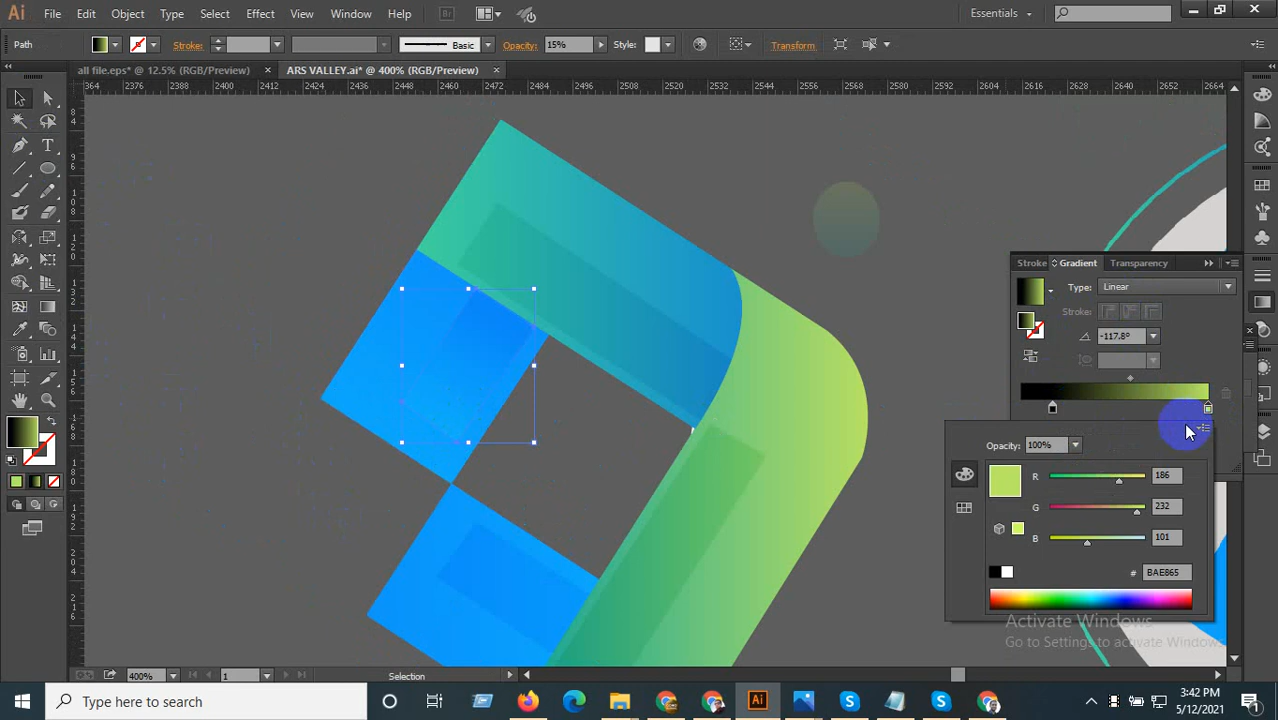 Ai File Edit Object Type Select Effect View Window Help Br Essentials
Path Stroke: Basic Opacity: 15% Style: Transform
all file.eps* @ 12.5% (RGB/Preview) × ARS VALLEY.ai* @ 400% (RGB/Preview) ×
364 2376 2388 2400 2412 2424 2436 2448 2460 2472 2484 2496 2508 2520 2532 2544 2556 2568 2580 2592 2604 2616 2628 2640 2652 2664
Stroke Gradient Transparency
Type: Linear
Stroke:
-117.8°
Opacity: 100%
R 186
G 232
B 101
# BAE865
Activate Windows
Go to Settings to activate Windows.
400% 1 Selection
Type here to search Ai 3:42 PM
5/12/2021